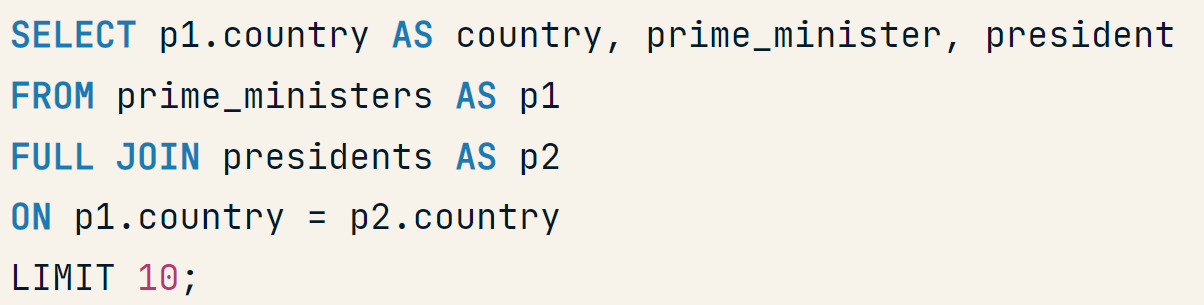 SELECT p1.country AS country, prime_minister, president
FROM prime_ministers AS p1
FULL JOIN presidents AS p2
ON p1.country = p2.country
LIMIT 10;